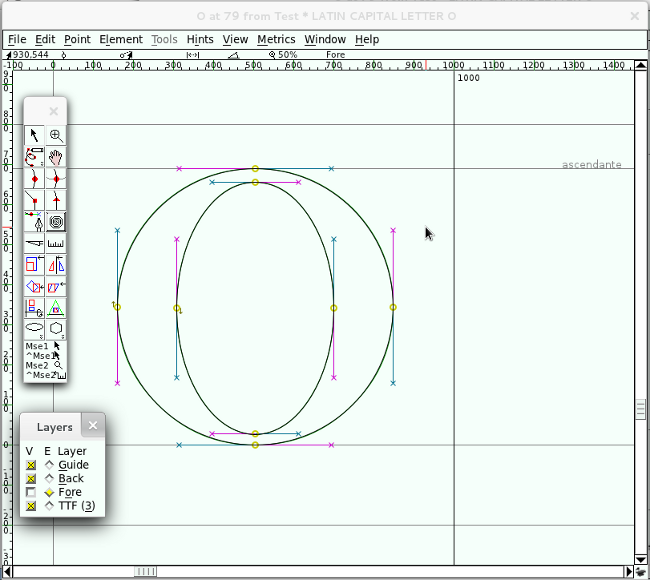 O at 79 from Test * LATIN CAPITAL LETTER O
File Edit Point Element Tools Hints View Metrics Window Help
930,544 50% Fore
-100 0 100 200 300 400 500 600 700 800 900 1000 1100 1200 1300 1400
1000
ascendante
Mse1
^Mse1
Mse2
^Mse2
Layers
V E Layer
Guide
Back
Fore
TTF (3)